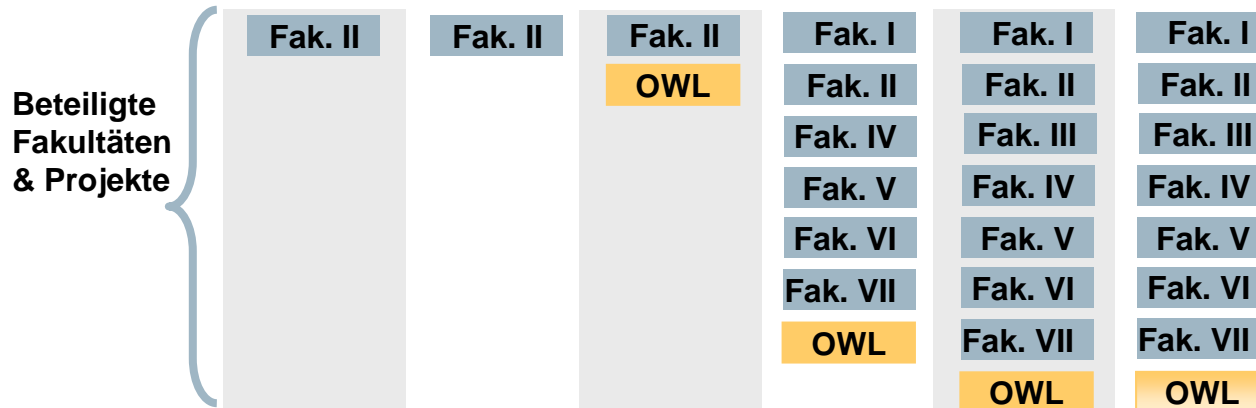 Beteiligte
Fakultäten
& Projekte
Fak. II
Fak. II
Fak. II
OWL
Fak. I
Fak. II
Fak. IV
Fak. V
Fak. VI
Fak. VII
OWL
Fak. I
Fak. II
Fak. III
Fak. IV
Fak. V
Fak. VI
Fak. VII
OWL
Fak. I
Fak. II
Fak. III
Fak. IV
Fak. V
Fak. VI
Fak. VII
OWL